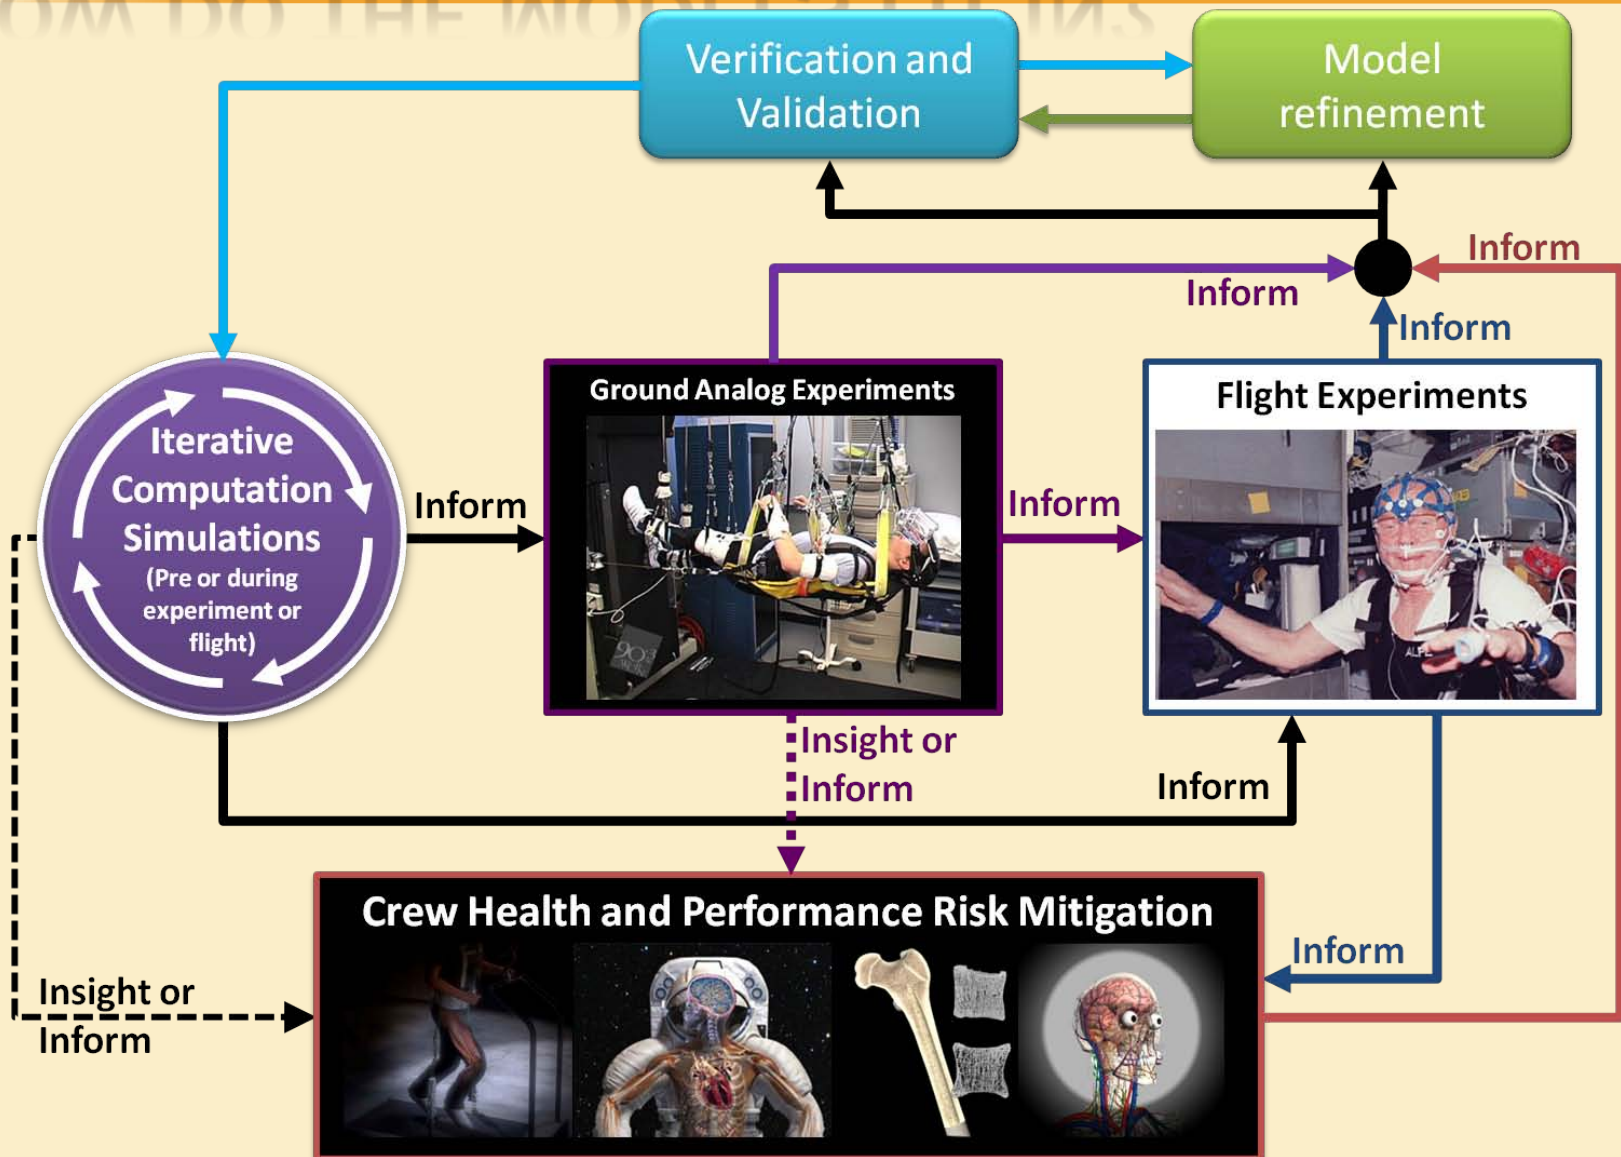 Verification and
Validation
Model
refinement
Inform
Inform
Inform
Ground Analog Experiments
Flight Experiments
Iterative
Computation
Simulations
(Pre or during
experiment or
flight)
Inform
Inform
Insight or
Inform
Inform
Crew Health and Performance Risk Mitigation
Inform
Insight or
Inform